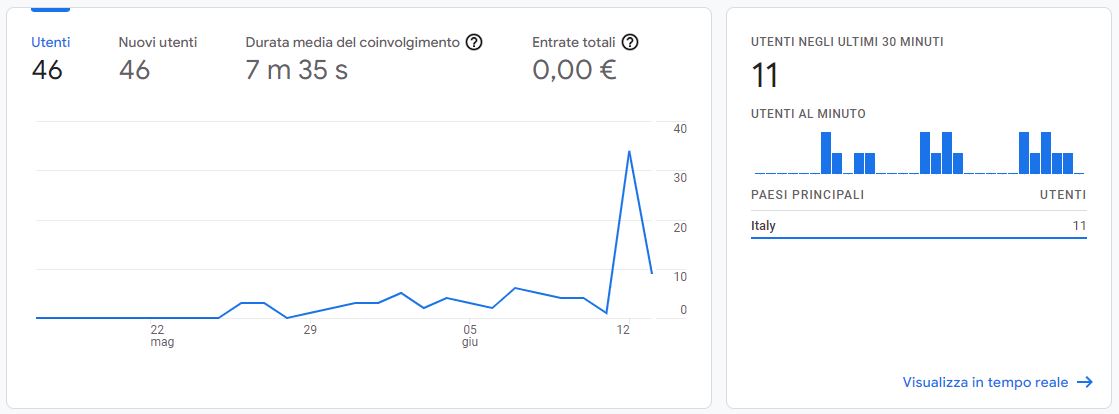 Utenti
46
Nuovi utenti
46
Durata media del coinvolgimento ?
7 m 35 s
Entrate totali ?
0,00 €
40
30
20
10
0
22
mag
29
05
giu
12
UTENTI NEGLI ULTIMI 30 MINUTI
11
UTENTI AL MINUTO
PAESI PRINCIPALI UTENTI
Italy 11
Visualizza in tempo reale →